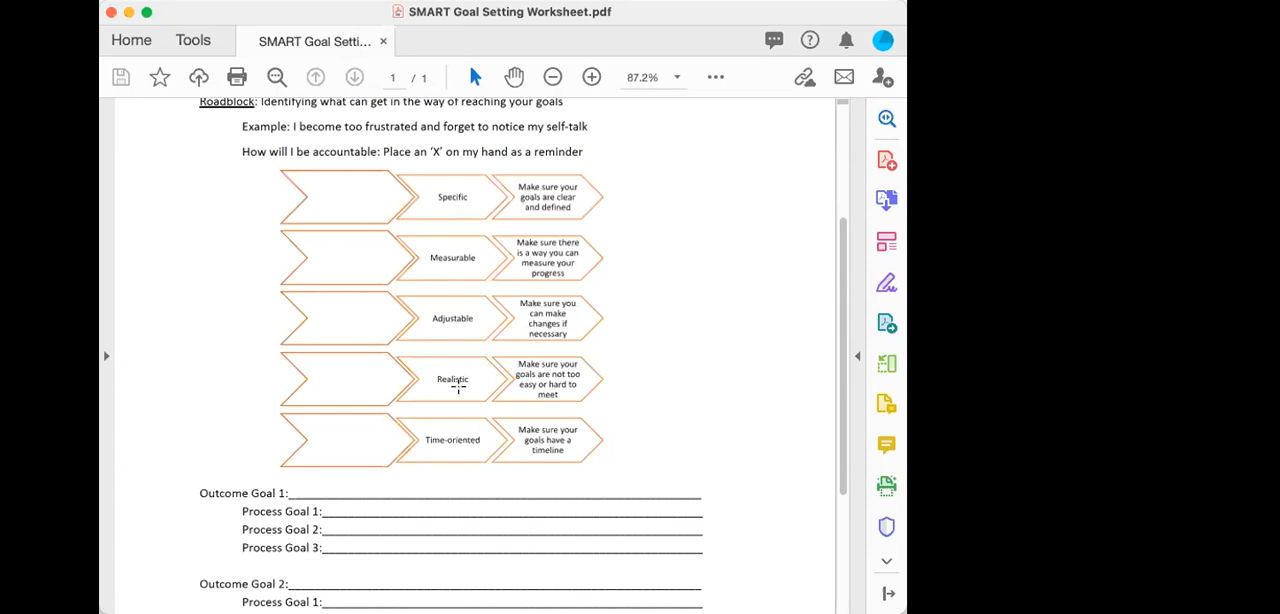 SMART Goal Setting Worksheet.pdf
Home Tools SMART Goal Setti... ×
1 / 1 87.2%
Roadblock: Identifying what can get in the way of reaching your goals
Example: I become too frustrated and forget to notice my self-talk
How will I be accountable: Place an ‘X’ on my hand as a reminder
Specific
Make sure your
goals are clear
and defined
Measurable
Make sure there
is a way you can
measure your
progress
Adjustable
Make sure you
can make
changes if
necessary
Realistic
Make sure your
goals are not too
easy or hard to
meet
Time-oriented
Make sure your
goals have a
timeline
Outcome Goal 1:
Process Goal 1:
Process Goal 2:
Process Goal 3:
Outcome Goal 2:
Process Goal 1: